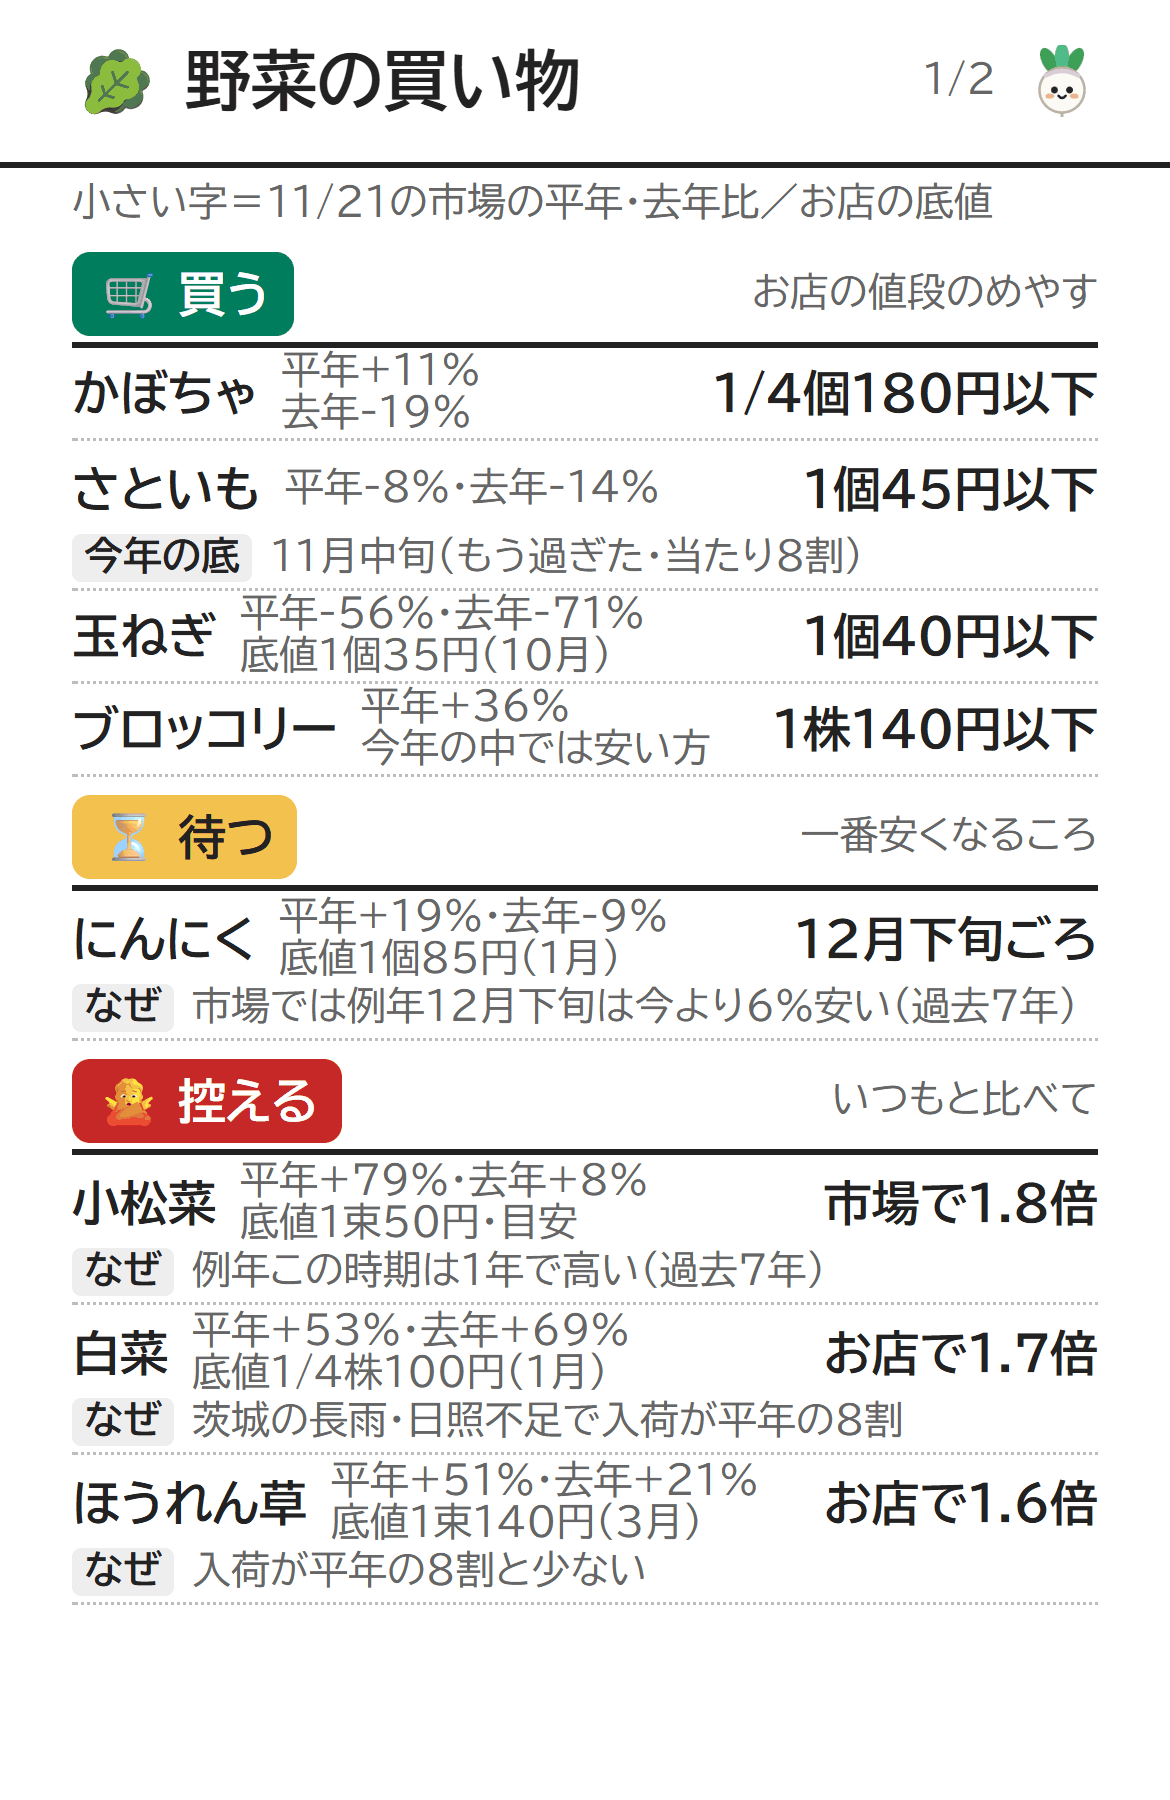 野菜の買い物
1/2
小さい字＝11/21の市場の平年・去年比／お店の底値
買う
お店の値段のめやす
かぼちゃ 平年+11% 去年-19% 1/4個180円以下
さといも 平年-8%・去年-14% 1個45円以下
今年の底 11月中旬（もう過ぎた・当たり8割）
玉ねぎ 平年-56%・去年-71% 底値1個35円（10月） 1個40円以下
ブロッコリー 平年+36% 今年の中では安い方 1株140円以下
待つ
一番安くなるころ
にんにく 平年+19%・去年-9% 底値1個85円（1月） 12月下旬ごろ
なぜ 市場では例年12月下旬は今より6%安い（過去7年）
控える
いつもと比べて
小松菜 平年+79%・去年+8% 底値1束50円・目安 市場で1.8倍
なぜ 例年この時期は1年で高い（過去7年）
白菜 平年+53%・去年+69% 底値1/4株100円（1月） お店で1.7倍
なぜ 茨城の長雨・日照不足で入荷が平年の8割
ほうれん草 平年+51%・去年+21% 底値1束140円（3月） お店で1.6倍
なぜ 入荷が平年の8割と少ない